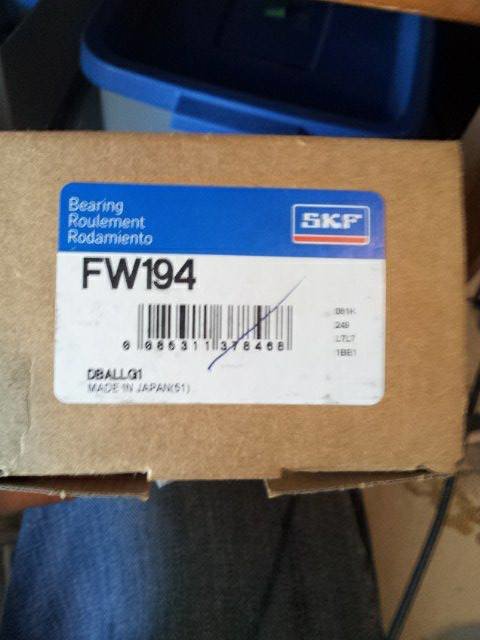 Bearing
Roulement
Rodamiento
SKF
FW194
0 086311 378468
DBALLG1
MADE IN JAPAN(51)
249